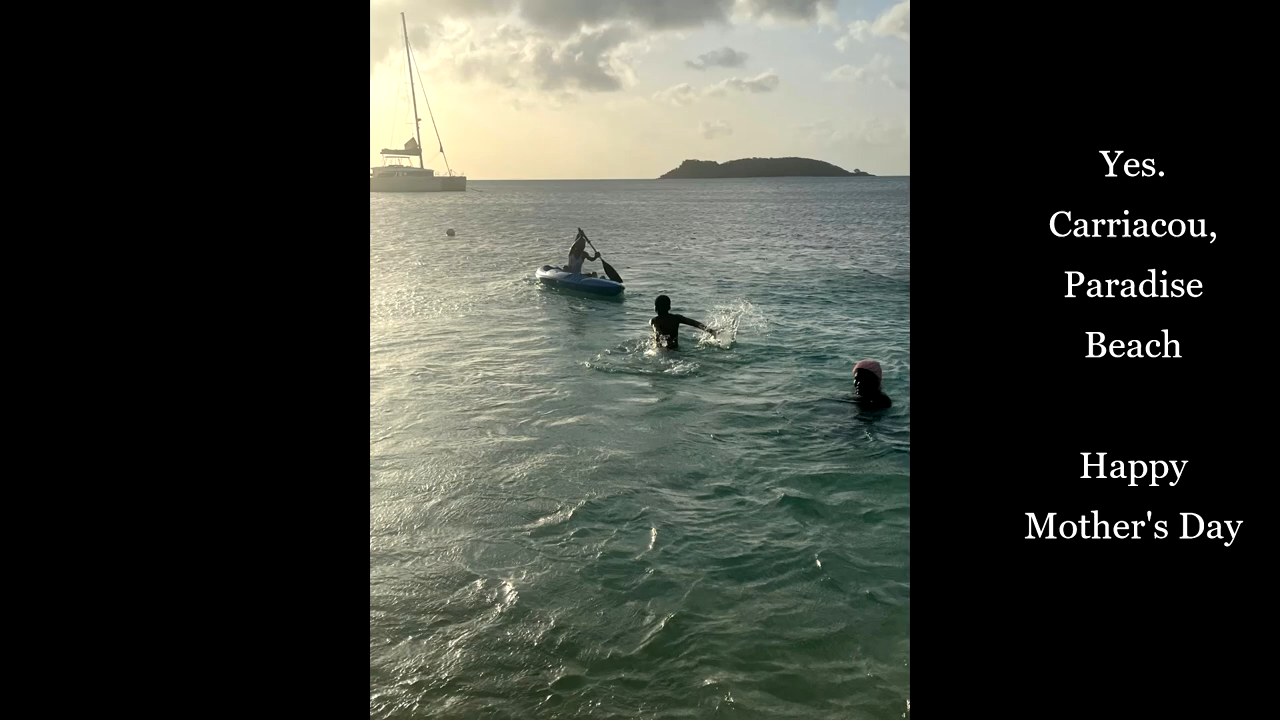 Yes.
Carriacou,
Paradise
Beach
Happy
Mother's Day